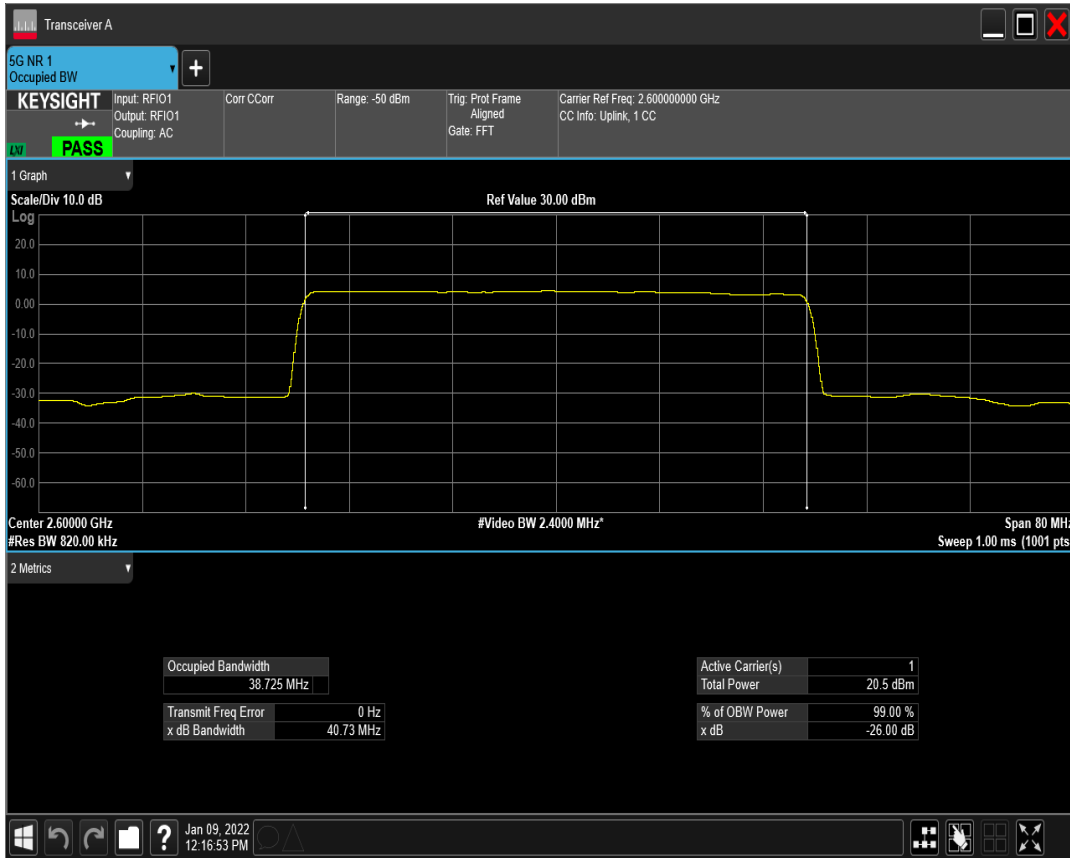 Transceiver A
5G NR 1
Occupied BW
KEYSIGHT
LXI
PASS
Input: RFIO1
Output: RFIO1
Coupling: AC
Corr CCorr
Range: -50 dBm
Trig: Prot Frame
Aligned
Gate: FFT
Carrier Ref Freq: 2.600000000 GHz
CC Info: Uplink, 1 CC
1 Graph
Scale/Div 10.0 dB
Ref Value 30.00 dBm
Log
20.0
10.0
0.00
-10.0
-20.0
-30.0
-40.0
-50.0
-60.0
Center 2.60000 GHz
#Video BW 2.4000 MHz*
Span 80 MHz
#Res BW 820.00 kHz
Sweep 1.00 ms (1001 pts
2 Metrics
Occupied Bandwidth
38.725 MHz
Transmit Freq Error 0 Hz
x dB Bandwidth 40.73 MHz
Active Carrier(s) 1
Total Power 20.5 dBm
% of OBW Power 99.00 %
x dB -26.00 dB
?
Jan 09, 2022
12:16:53 PM